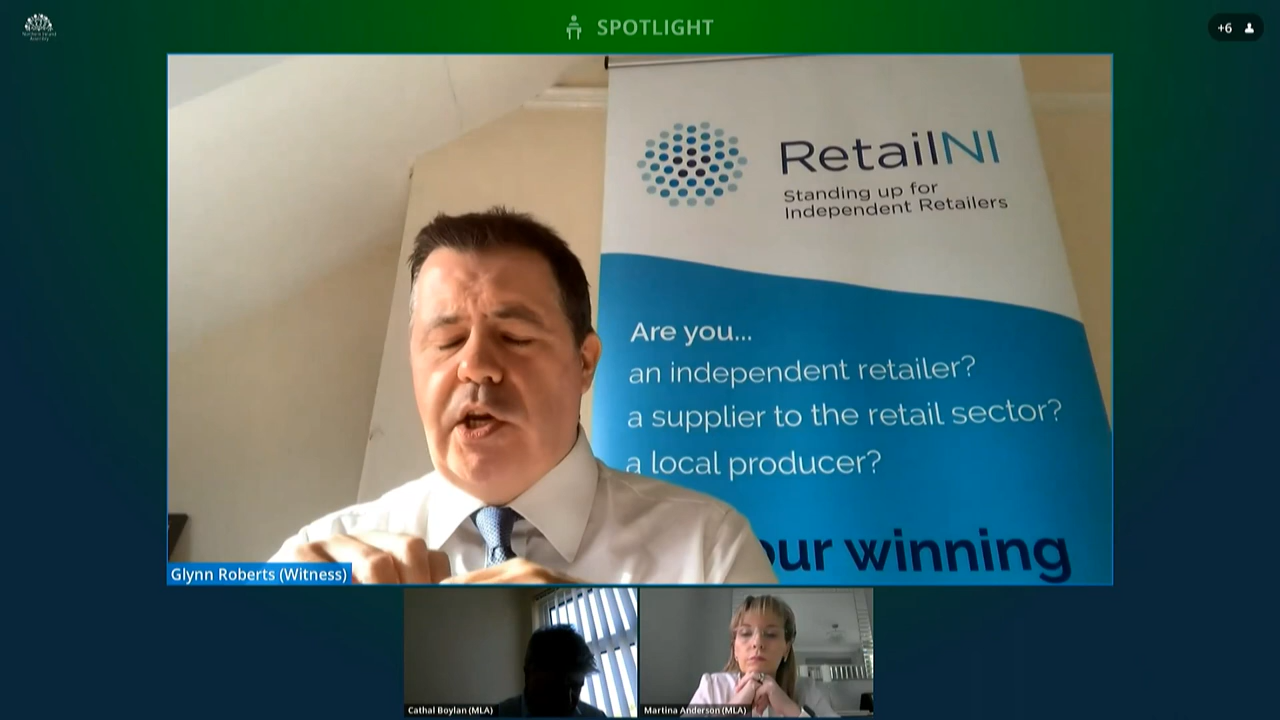 SPOTLIGHT
+6
RetailNI
Standing up for
Independent Retailers
Are you...
an independent retailer?
a supplier to the retail sector?
a local producer?
our winning
Glynn Roberts (Witness)
Cathal Boylan (MLA)
Martina Anderson (MLA)